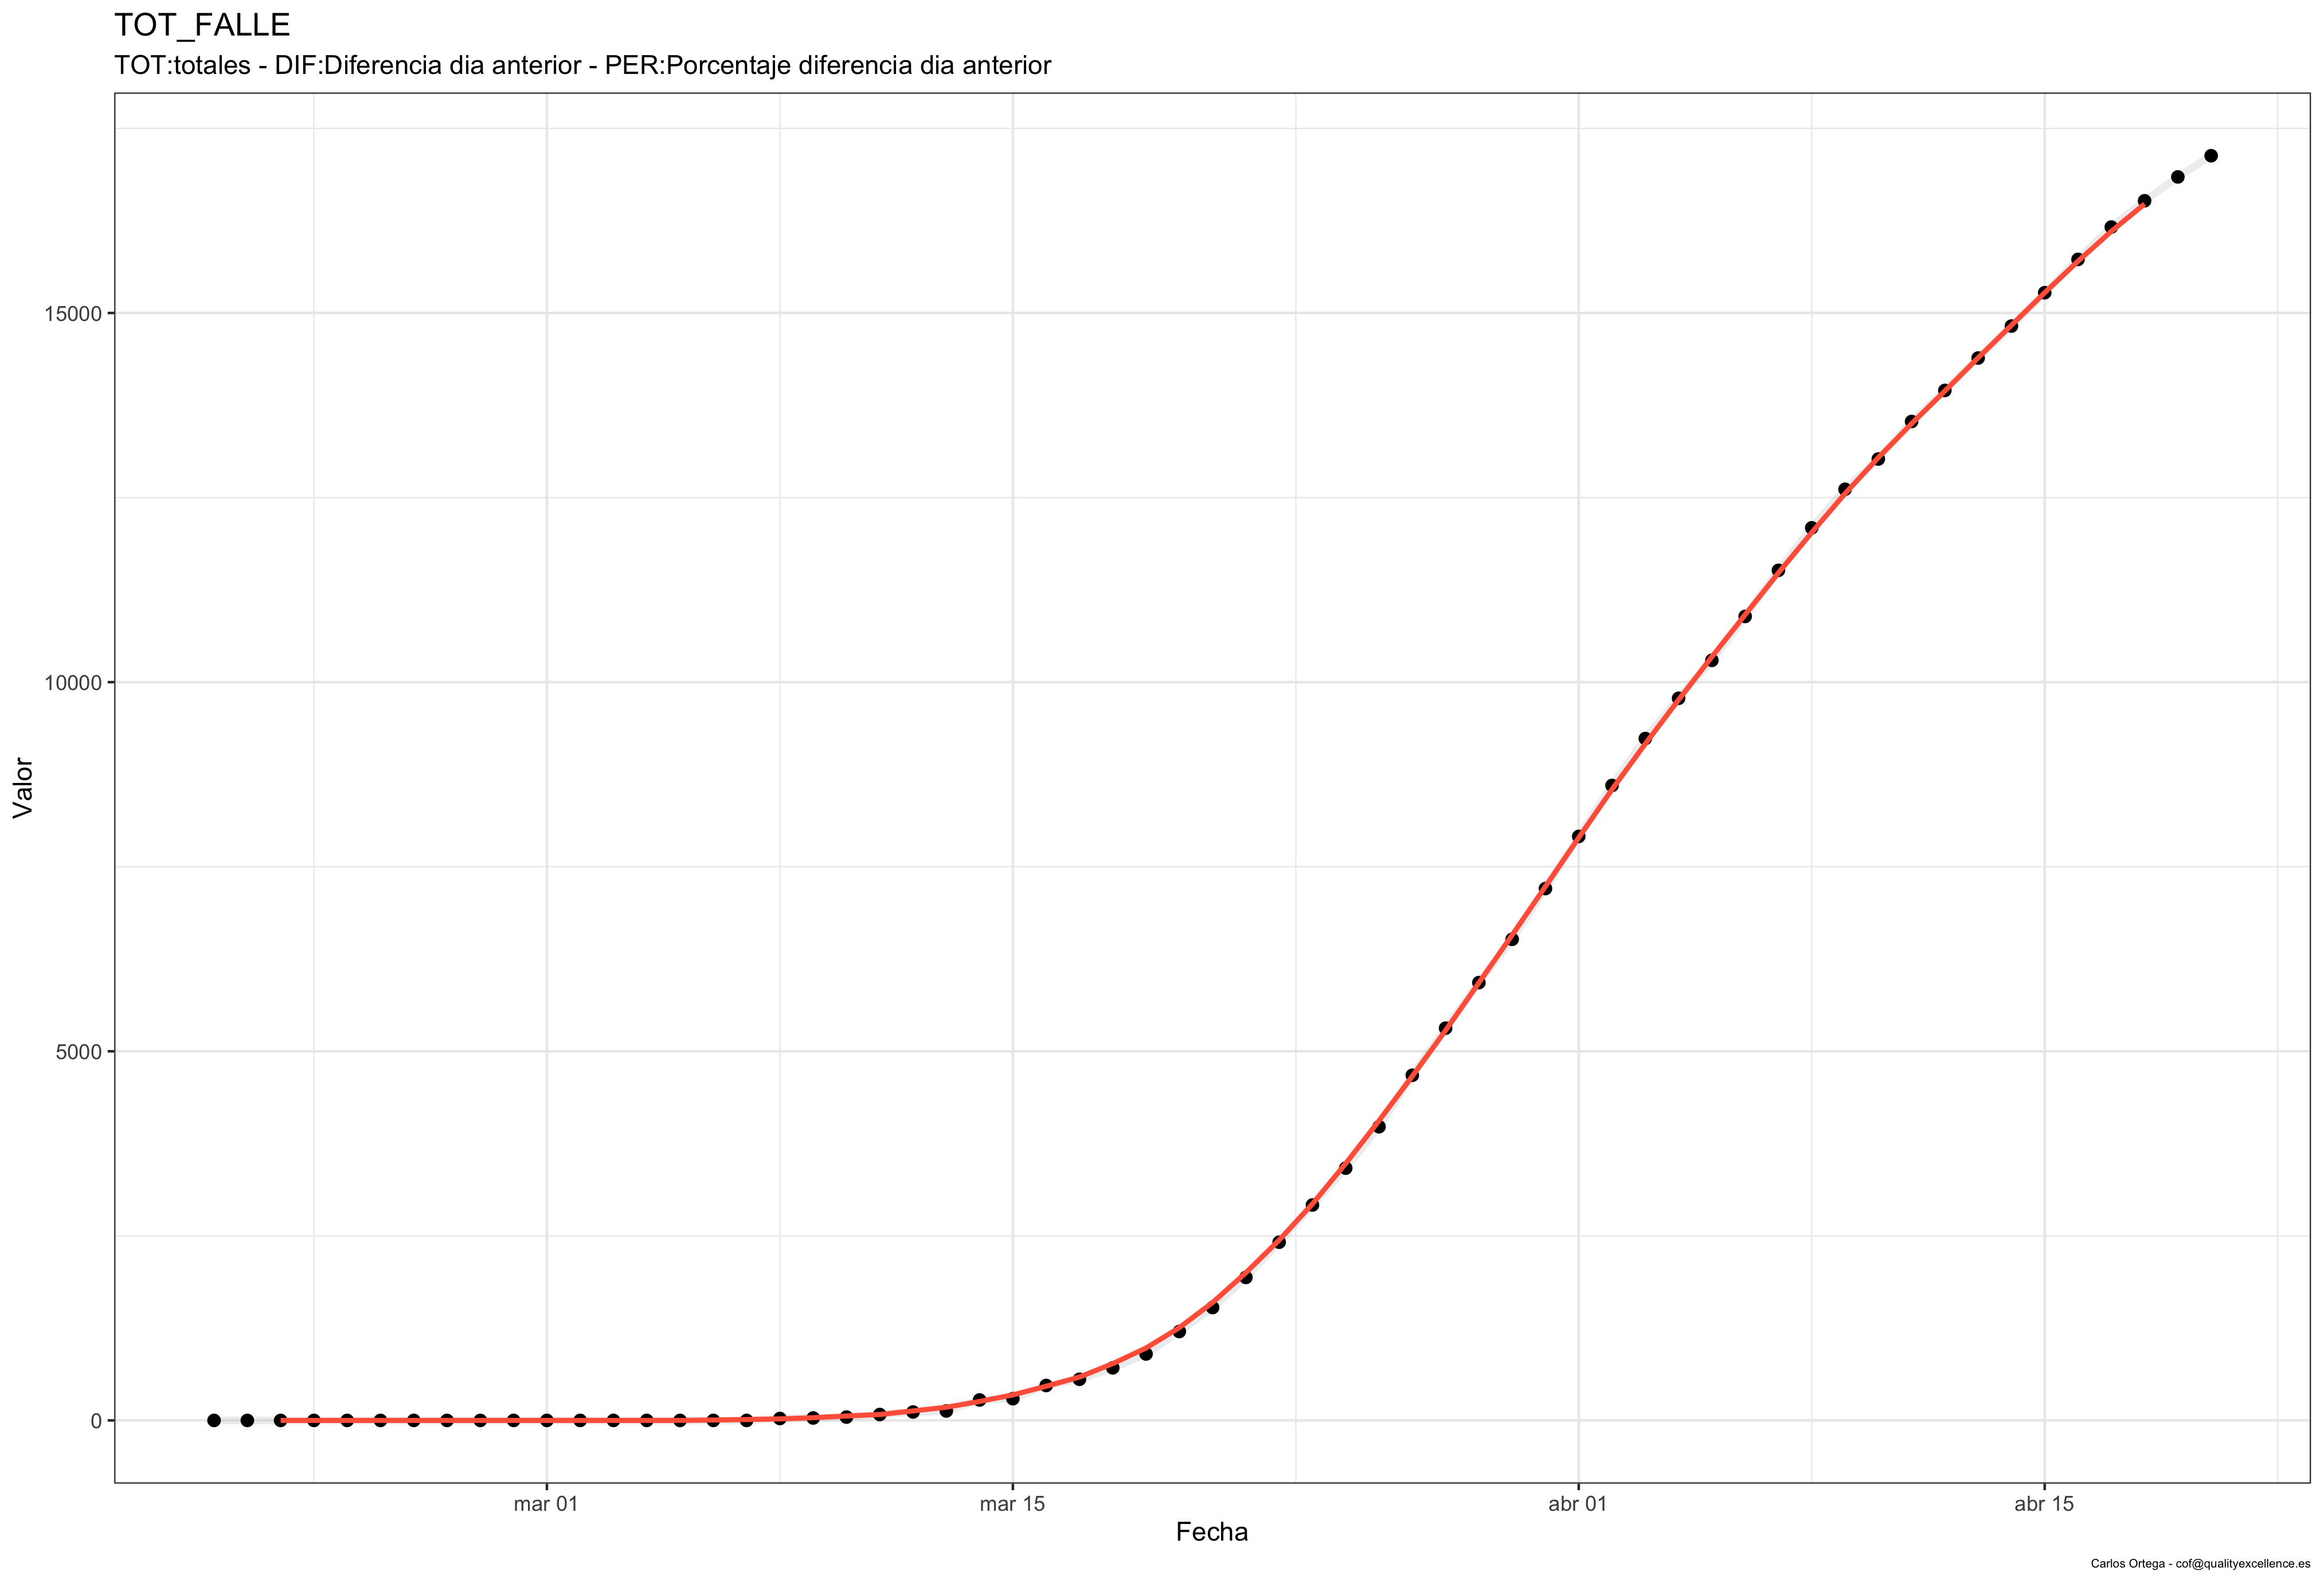 TOT_FALLE
TOT:totales - DIF:Diferencia dia anterior - PER:Porcentaje diferencia dia anterior
Valor
15000
10000
5000
0
mar 01
mar 15
abr 01
abr 15
Fecha
Carlos Ortega - cof@qualityexcellence.es